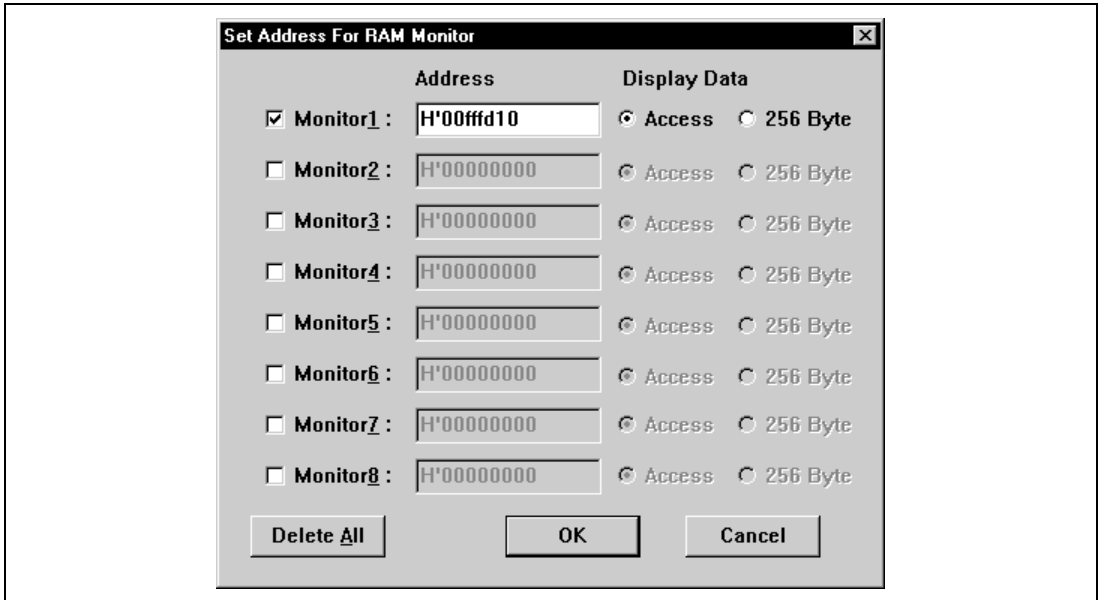 Set Address For RAM Monitor
Address Display Data
Monitor1 : H'00fffd10 Access 256 Byte
Monitor2 : H'00000000 Access 256 Byte
Monitor3 : H'00000000 Access 256 Byte
Monitor4 : H'00000000 Access 256 Byte
Monitor5 : H'00000000 Access 256 Byte
Monitor6 : H'00000000 Access 256 Byte
Monitor7 : H'00000000 Access 256 Byte
Monitor8 : H'00000000 Access 256 Byte
Delete All OK Cancel